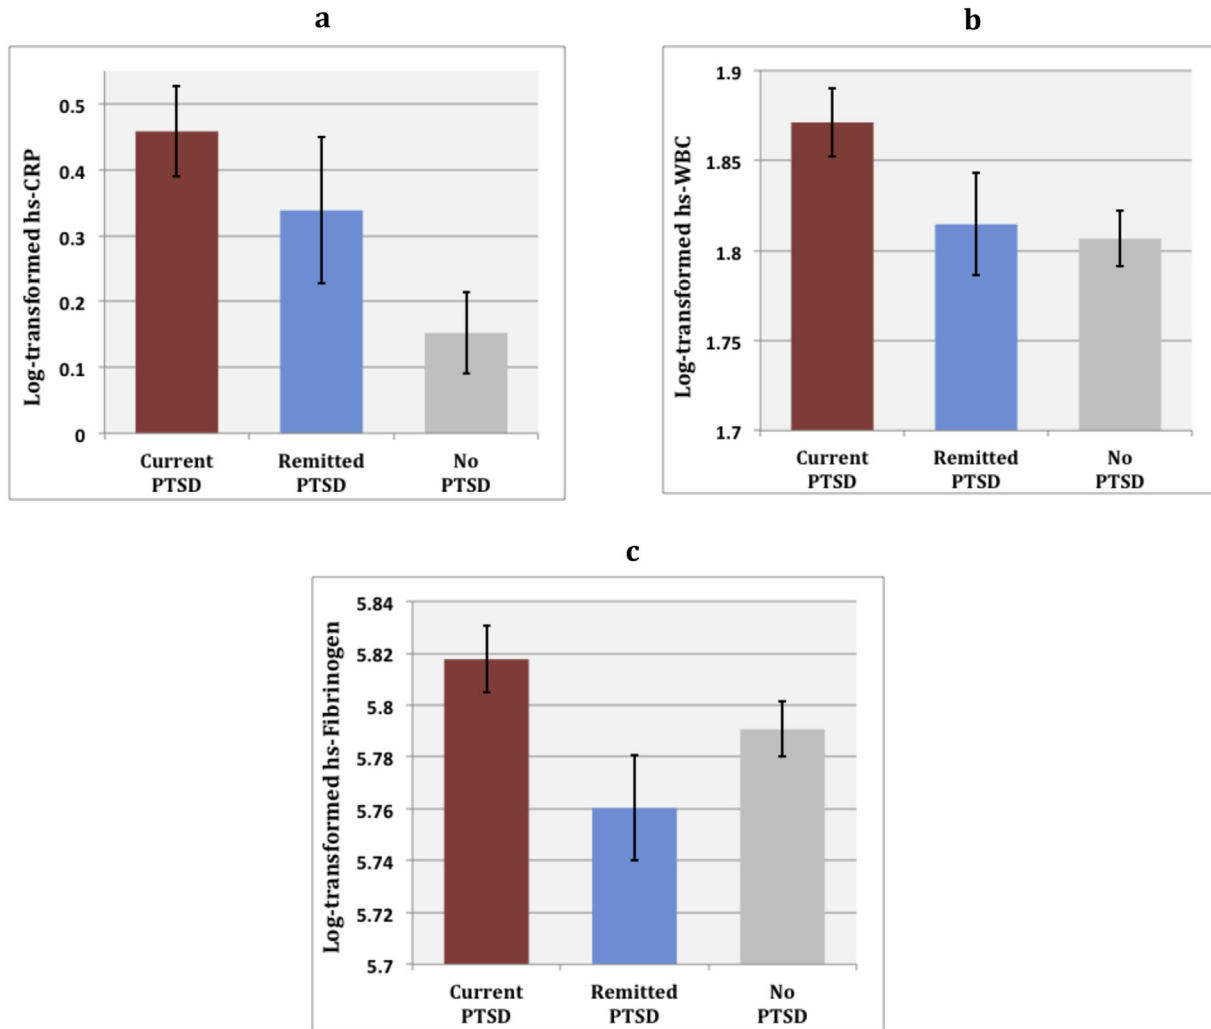 a
Log-transformed hs-CRP
0.5
0.4
0.3
0.2
0.1
0
Current
PTSD
Remitted
PTSD
No
PTSD
b
Log-transformed hs-WBC
1.9
1.85
1.8
1.75
1.7
Current
PTSD
Remitted
PTSD
No
PTSD
c
Log-transformed hs-Fibrinogen
5.84
5.82
5.8
5.78
5.76
5.74
5.72
5.7
Current
PTSD
Remitted
PTSD
No
PTSD